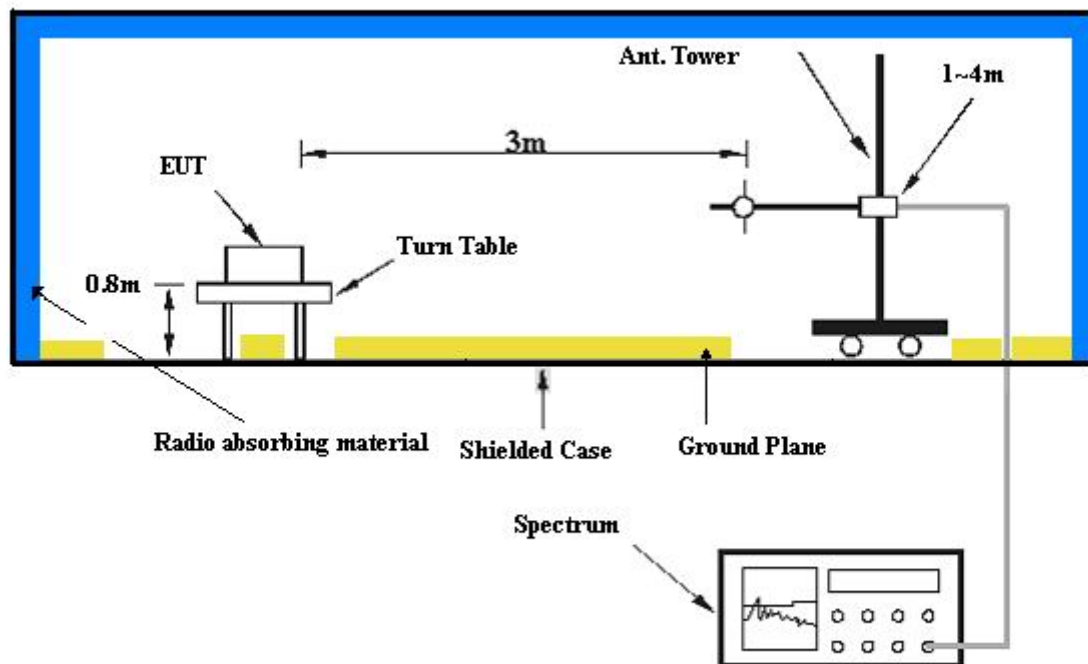 Ant. Tower
1~4m
3m
EUT
Turn Table
0.8m
Radio absorbing material
Shielded Case
Ground Plane
Spectrum